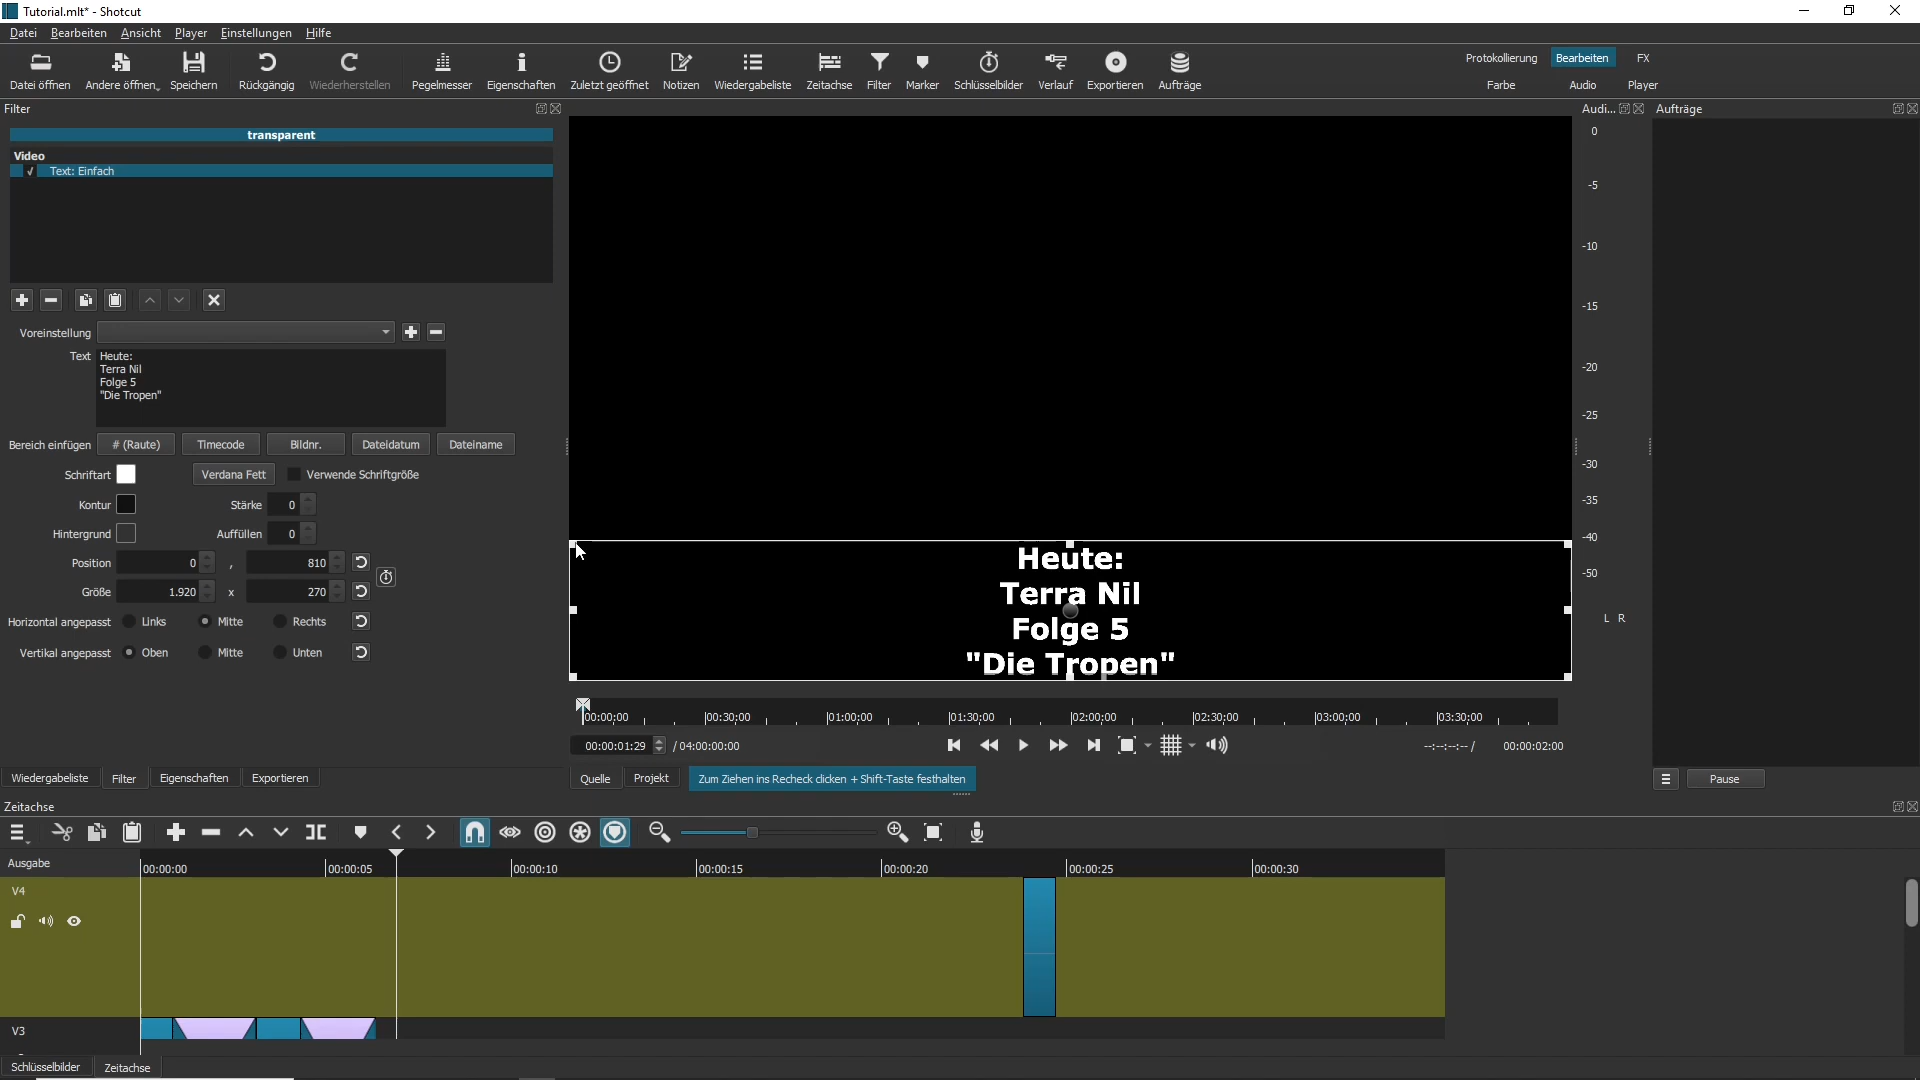 Tutorial.mlt* - Shotcut
Datei Bearbeiten Ansicht Player Einstellungen Hilfe
Datei öffnen Andere öffnen Speichern Rückgängig Wiederherstellen Pegelmesser Eigenschaften Zuletzt geöffnet Notizen Wiedergabeliste Zeitachse Filter Marker Schlüsselbilder Verlauf Exportieren Aufträge
Protokollierung Bearbeiten FX
Farbe Audio Player
Filter
Audi...
Aufträge
transparent
Video
✓ Text: Einfach
Voreinstellung
Text
Heute:
Terra Nil
Folge 5
"Die Tropen"
Bereich einfügen # (Raute) Timecode Bildnr. Dateidatum Dateiname
Schriftart Verdana Fett Verwende Schriftgröße
Kontur Stärke 0
Hintergrund Auffüllen 0
Position 0 , 810
Größe 1.920 x 270
Horizontal angepasst Links Mitte Rechts
Vertikal angepasst Oben Mitte Unten
Heute:
Terra Nil
Folge 5
"Die Tropen"
0
-5
-10
-15
-20
-25
-30
-35
-40
-50
L R
00:00:00 00:30:00 01:00:00 01:30:00 02:00:00 02:30:00 03:00:00 03:30:00
00:00:01:29 / 04:00:00:00
--:--:--:-- / 00:00:02:00
Wiedergabeliste Filter Eigenschaften Exportieren
Quelle Projekt Zum Ziehen ins Recheck clicken + Shift-Taste festhalten
Pause
Zeitachse
Ausgabe
00:00:00 00:00:05 00:00:10 00:00:15 00:00:20 00:00:25 00:00:30
V4
V3
Schlüsselbilder Zeitachse